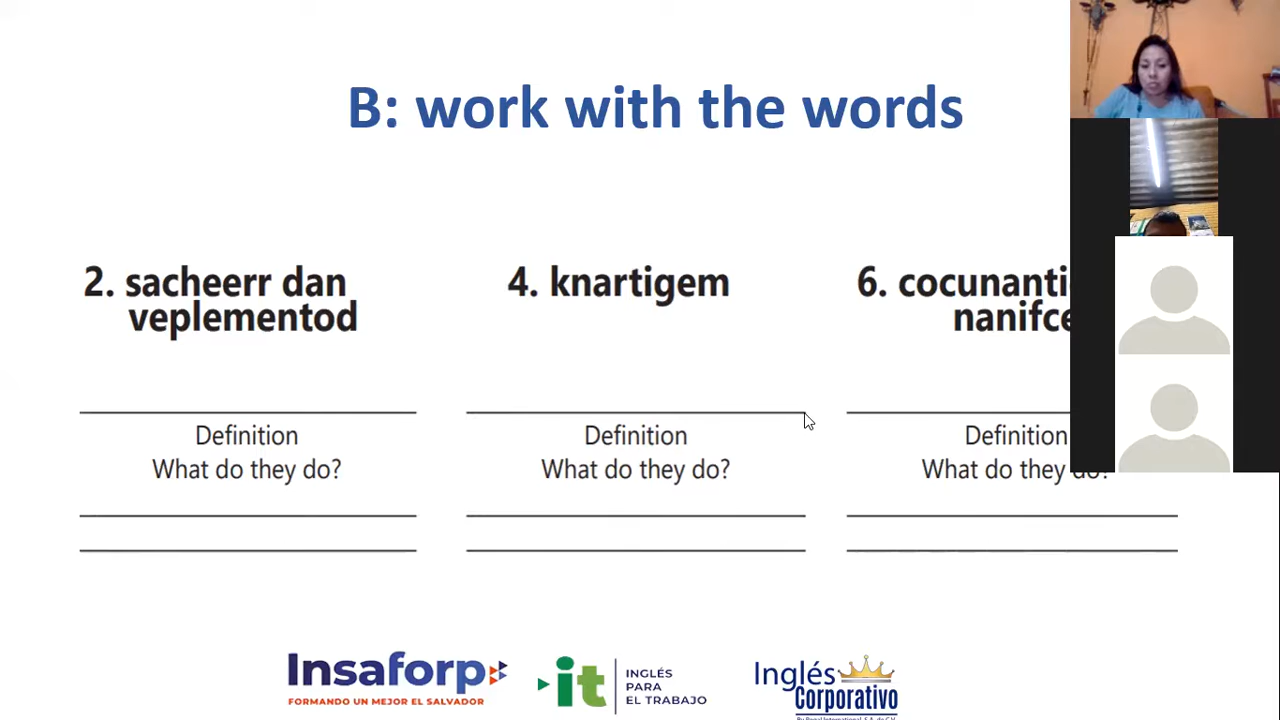 B: work with the words
2. sacheerr dan
veplementod
Definition
What do they do?
4. knartigem
Definition
What do they do?
6.
Definition
What do they do?
Insaforp
FORMANDO UN MEJOR EL SALVADOR
it
INGLÉS
PARA
EL TRABAJO
Inglés
Corporativo